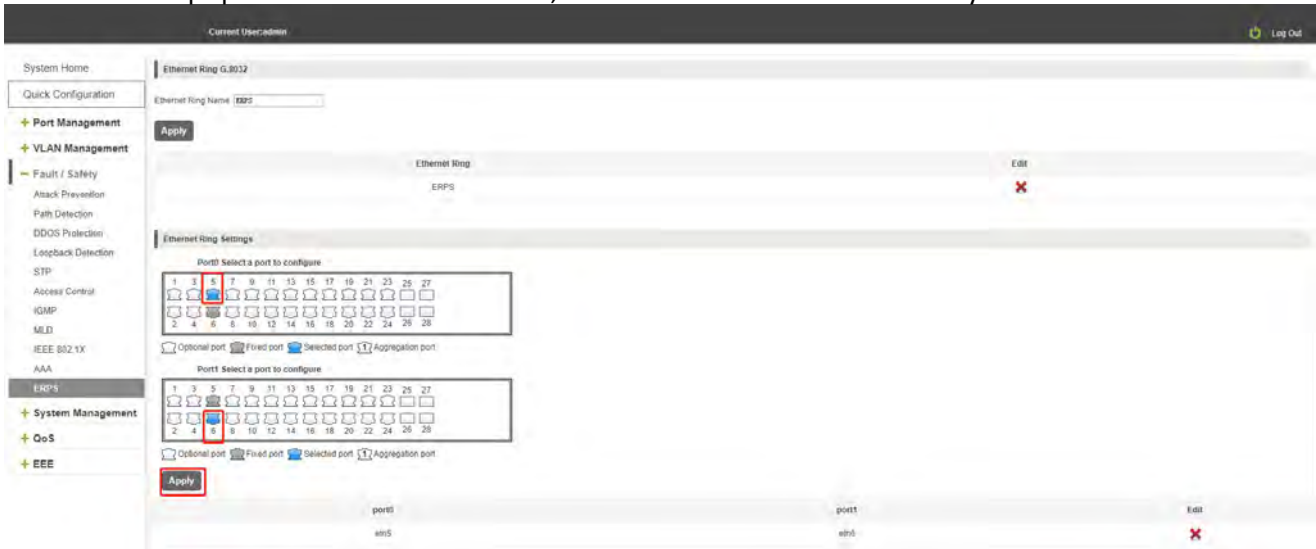 Current User:admin
Log Out
System Home
Quick Configuration
+ Port Management
+ VLAN Management
− Fault / Safety
Attack Prevention
Path Detection
DDOS Protection
Loopback Detection
STP
Access Control
IGMP
MLD
IEEE 802.1X
AAA
ERPS
+ System Management
+ QoS
+ EEE
Ethernet Ring G.8032
Ethernet Ring Name ERPS
Apply
Ethernet Ring Edit
ERPS
Ethernet Ring Settings
Port0 Select a port to configure
1 3 5 7 9 11 13 15 17 19 21 23 25 27
2 4 6 8 10 12 14 16 18 20 22 24 26 28
Optional port Fixed port Selected port 1 Aggregation port
Port1 Select a port to configure
1 3 5 7 9 11 13 15 17 19 21 23 25 27
2 4 6 8 10 12 14 16 18 20 22 24 26 28
Optional port Fixed port Selected port 1 Aggregation port
Apply
port0 port1 Edit